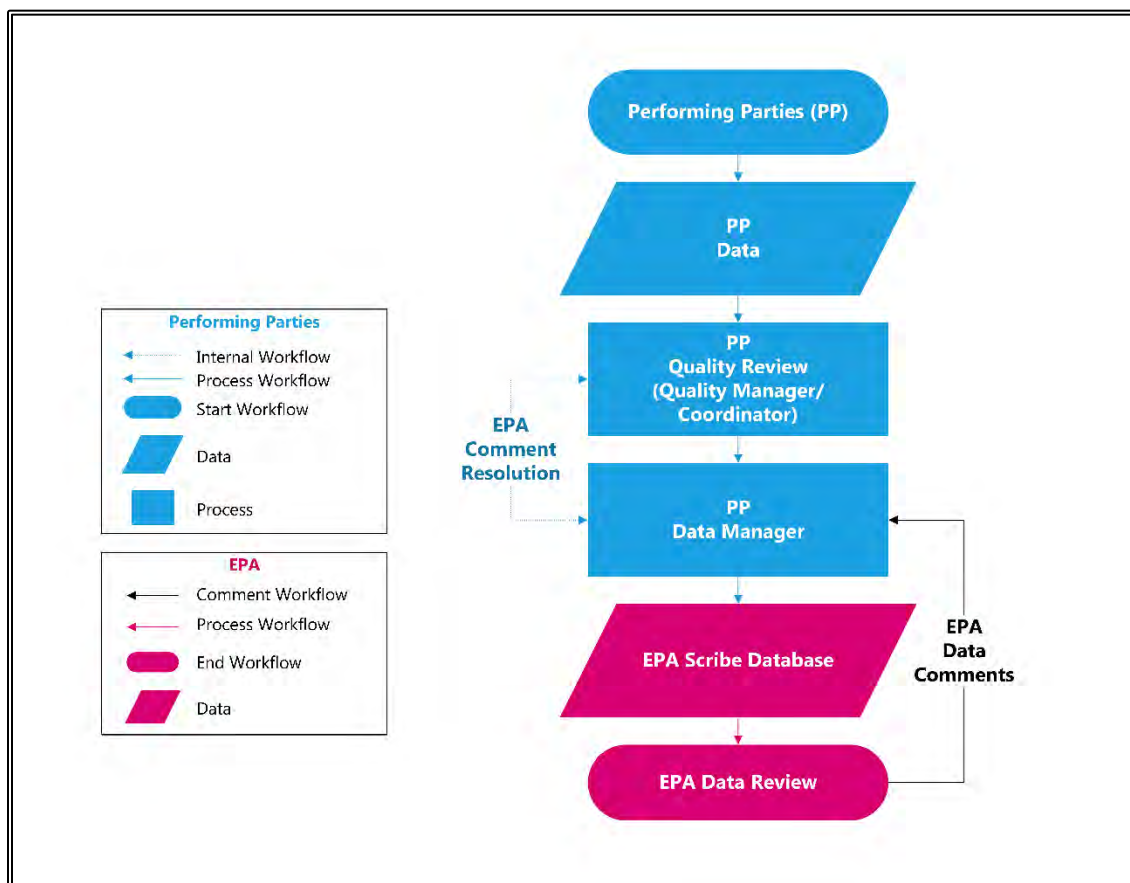 Performing Parties (PP)
PP
Data
PP
Quality Review
(Quality Manager/
Coordinator)
EPA
Comment
Resolution
PP
Data Manager
EPA Scribe Database
EPA
Data
Comments
EPA Data Review
Performing Parties
Internal Workflow
Process Workflow
Start Workflow
Data
Process
EPA
Comment Workflow
Process Workflow
End Workflow
Data